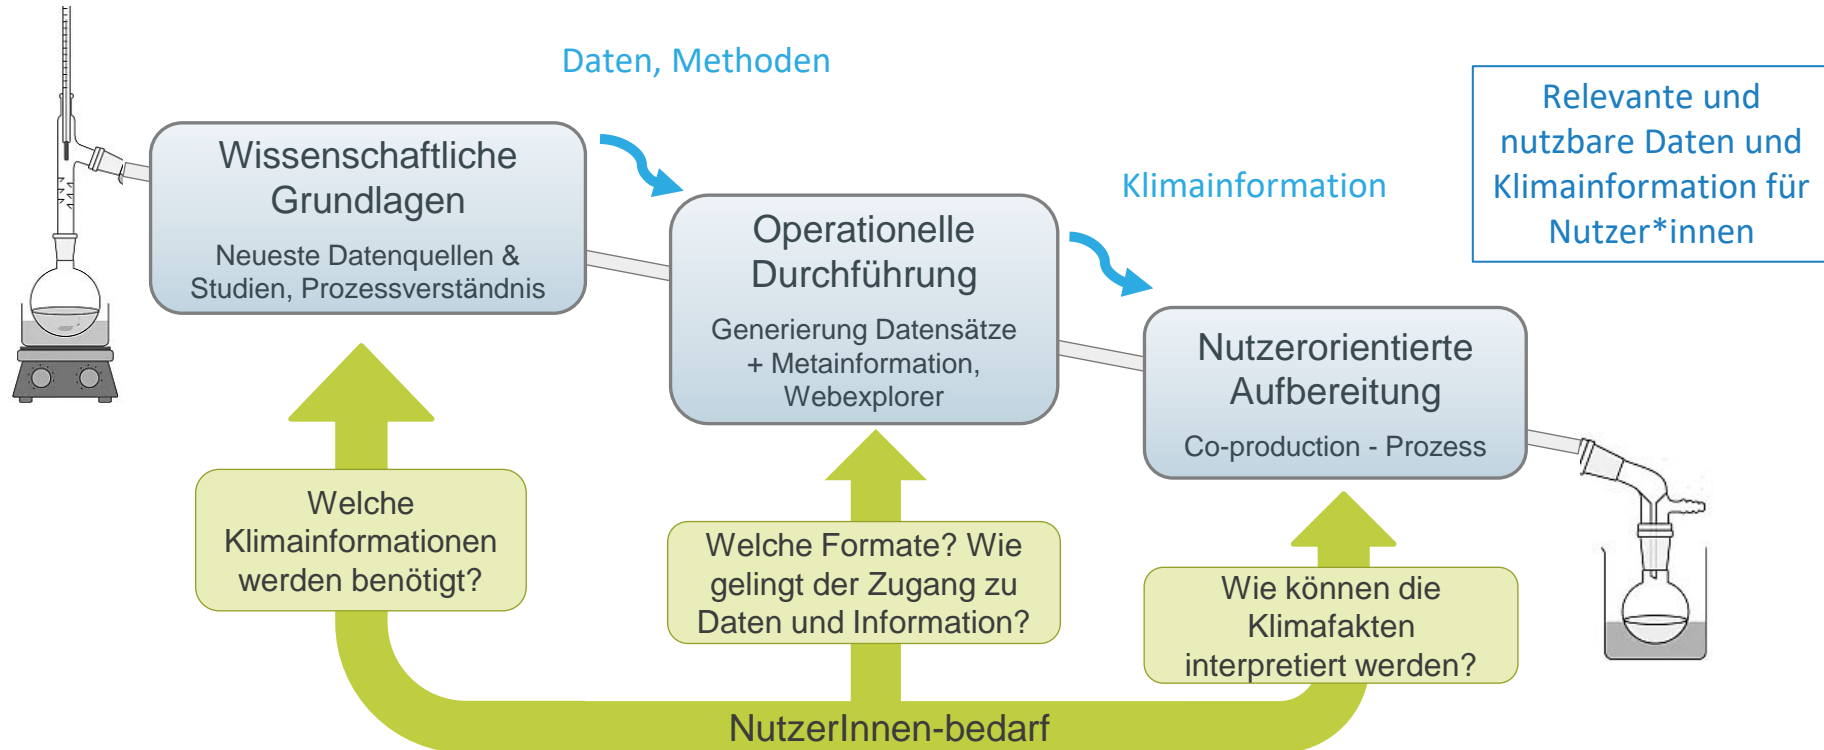 Daten, Methoden
Wissenschaftliche
Grundlagen
Neueste Datenquellen &
Studien, Prozessverständnis
Klimainformation
Relevante und
nutzbare Daten und
Klimainformation für
Nutzer*innen
Operationelle
Durchführung
Generierung Datensätze
+ Metainformation,
Webexplorer
Nutzerorientierte
Aufbereitung
Co-production - Prozess
Welche
Klimainformationen
werden benötigt?
Welche Formate? Wie
gelingt der Zugang zu
Daten und Information?
Wie können die
Klimafakten
interpretiert werden?
NutzerInnen-bedarf